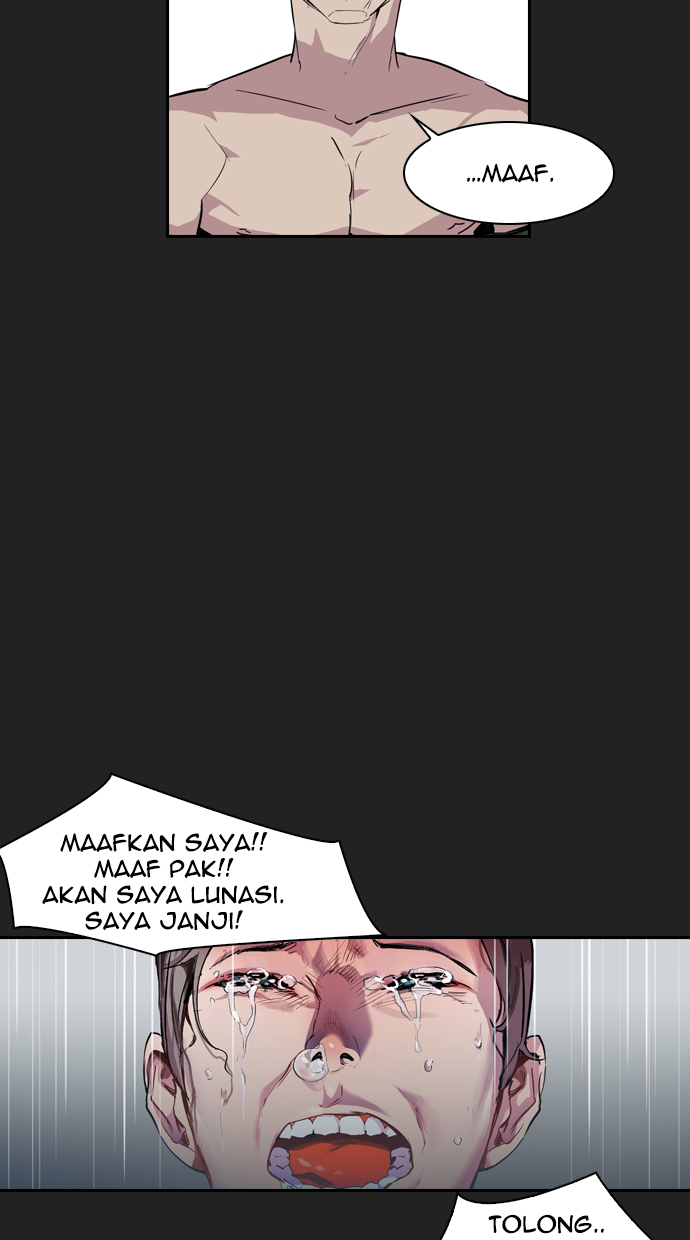 ...MAAF.
MAAFKAN SAYA!!
MAAF PAK!!
AKAN SAYA LUNASI.
SAYA JANJI!
TOLONG..